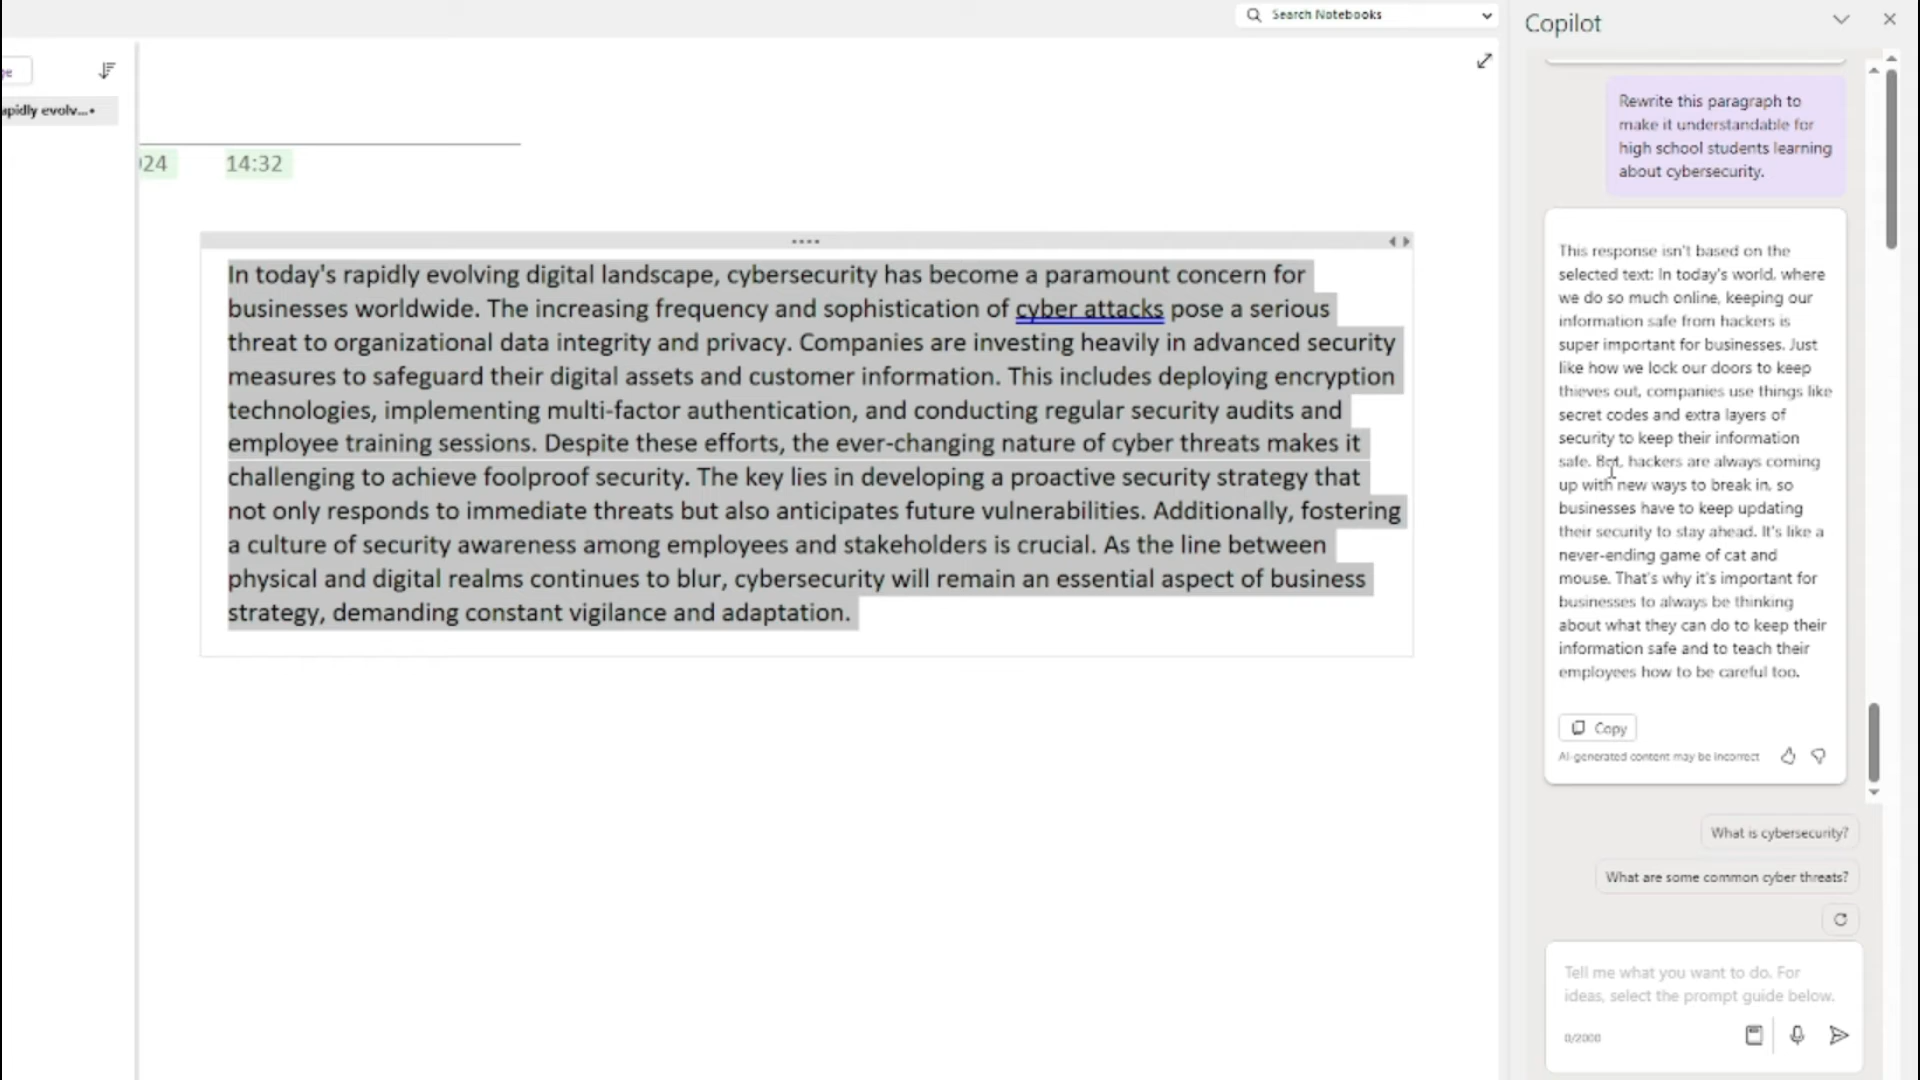 Search Notebooks
Copilot
ge
apidly evolv...
024 14:32
In today's rapidly evolving digital landscape, cybersecurity has become a paramount concern for
businesses worldwide. The increasing frequency and sophistication of cyber attacks pose a serious
threat to organizational data integrity and privacy. Companies are investing heavily in advanced security
measures to safeguard their digital assets and customer information. This includes deploying encryption
technologies, implementing multi-factor authentication, and conducting regular security audits and
employee training sessions. Despite these efforts, the ever-changing nature of cyber threats makes it
challenging to achieve foolproof security. The key lies in developing a proactive security strategy that
not only responds to immediate threats but also anticipates future vulnerabilities. Additionally, fostering
a culture of security awareness among employees and stakeholders is crucial. As the line between
physical and digital realms continues to blur, cybersecurity will remain an essential aspect of business
strategy, demanding constant vigilance and adaptation.
Rewrite this paragraph to
make it understandable for
high school students learning
about cybersecurity.
This response isn't based on the
selected text: In today's world, where
we do so much online, keeping our
information safe from hackers is
super important for businesses. Just
like how we lock our doors to keep
thieves out, companies use things like
secret codes and extra layers of
security to keep their information
safe. But, hackers are always coming
up with new ways to break in, so
businesses have to keep updating
their security to stay ahead. It's like a
never-ending game of cat and
mouse. That's why it's important for
businesses to always be thinking
about what they can do to keep their
information safe and to teach their
employees how to be careful too.
Copy
AI-generated content may be incorrect
What is cybersecurity?
What are some common cyber threats?
Tell me what you want to do. For
ideas, select the prompt guide below.
0/2000